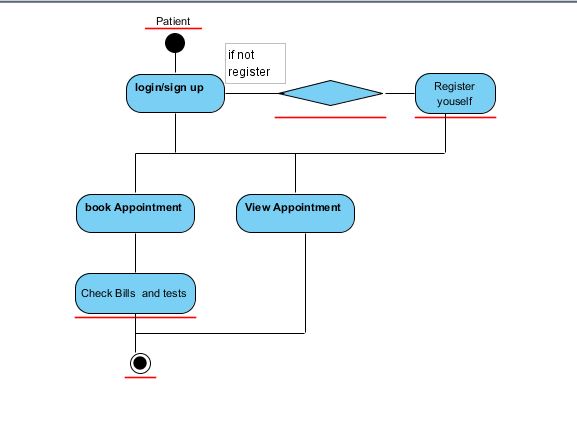 Patient
if not
register
login/sign up
Register
youself
book Appointment
View Appointment
Check Bills and tests